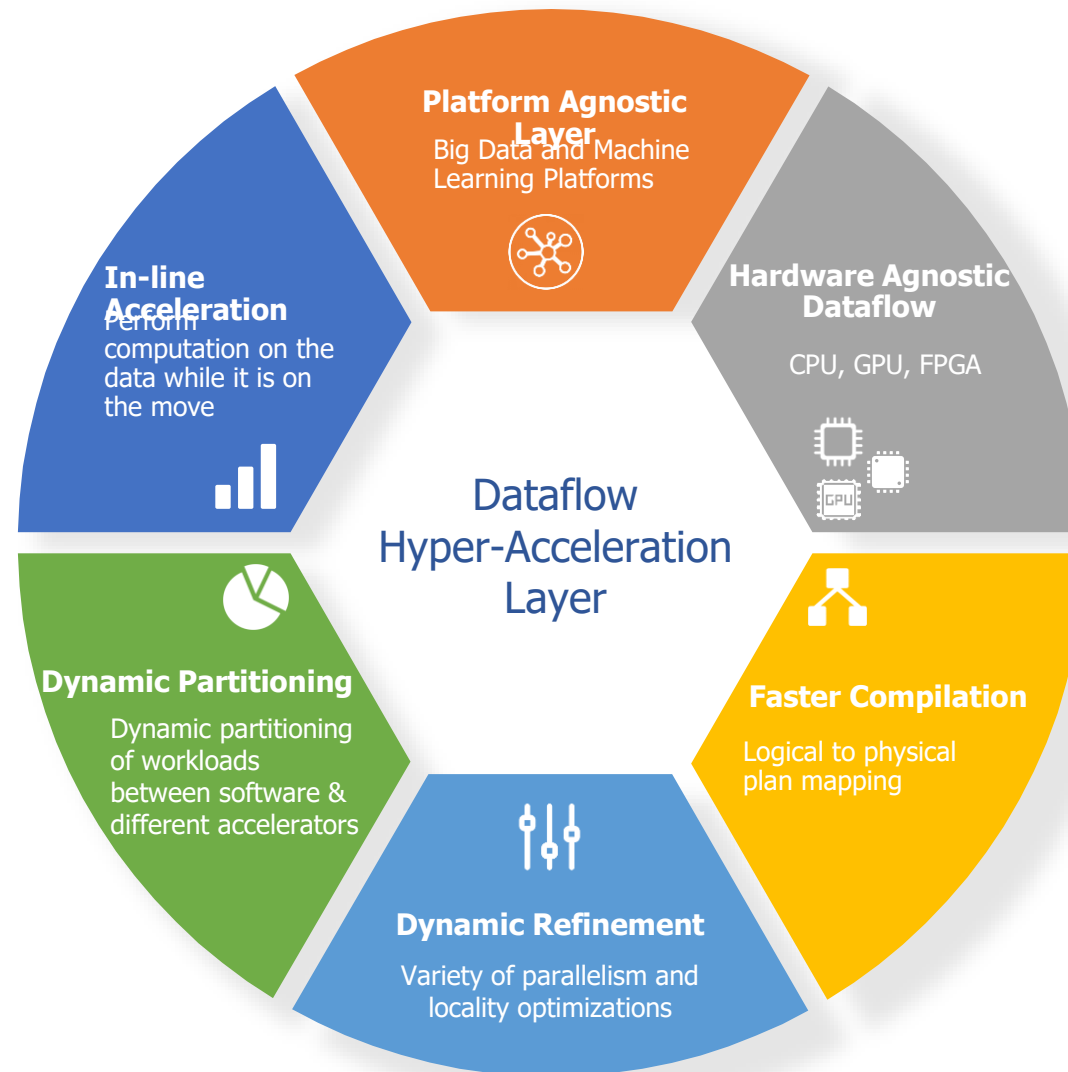 Platform Agnostic
Layer
Big Data and Machine
Learning Platforms
Hardware Agnostic
Dataflow
CPU, GPU, FPGA
GPU
In-line
Acceleration
Perform
computation on the
data while it is on
the move
Dataflow
Hyper-Acceleration
Layer
Dynamic Partitioning
Dynamic partitioning
of workloads
between software &
different accelerators
Faster Compilation
Logical to physical
plan mapping
Dynamic Refinement
Variety of parallelism and
locality optimizations